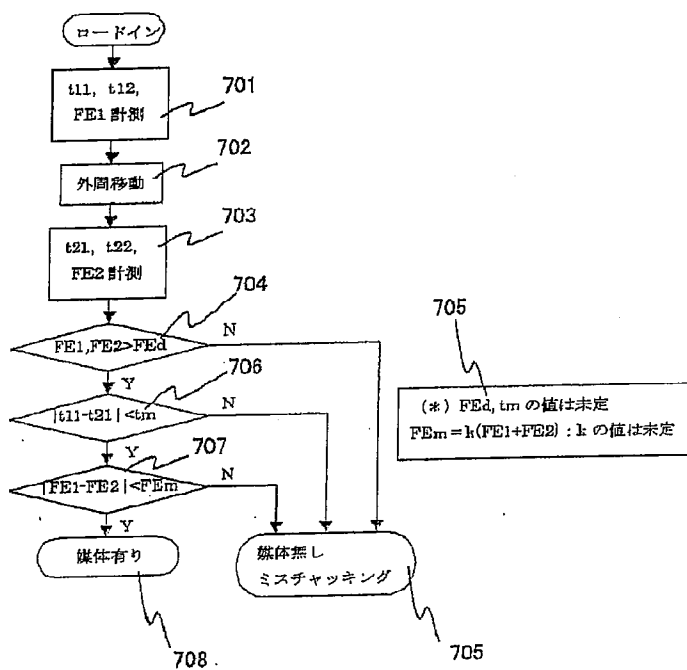 ロードイン
t11, t12,
FE1 計測
701
702
外周移動
703
t21, t22,
FE2 計測
704
FE1,FE2>FEd
N
Y
706
|t11-t21|<tm
N
Y
707
|FE1-FE2|<FEm
N
Y
媒体有り
708
媒体無し
ミスチャッキング
705
705
(*) FEd, tm の値は未定
FEm=k(FE1+FE2) : k の値は未定